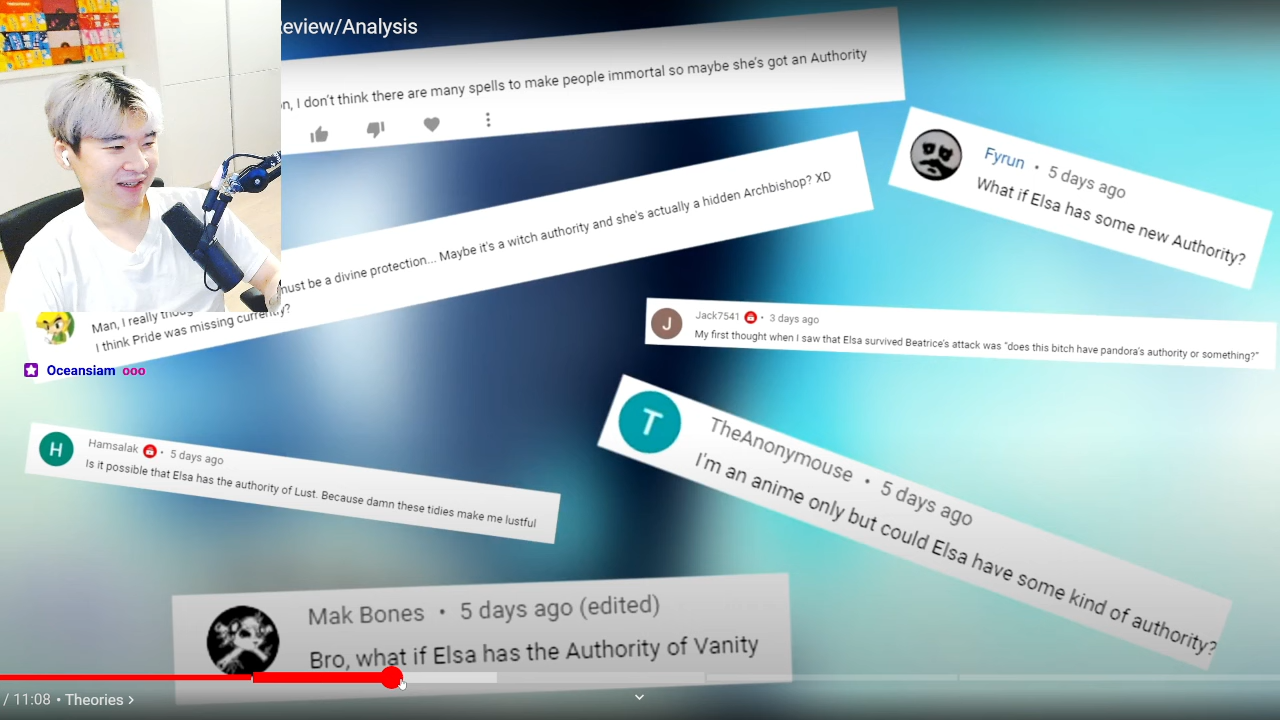 Review/Analysis
on, I don't think there are many spells to make people immortal so maybe she's got an Authority
Fyrun • 5 days ago
What if Elsa has some new Authority?
must be a divine protection... Maybe it's a witch authority and she's actually a hidden Archbishop? XD
Man, I really thoug
I think Pride was missing currently?
Jack7541 • 3 days ago
My first thought when I saw that Elsa survived Beatrice's attack was "does this bitch have pandora's authority or something?"
Oceansiam ooo
T
TheAnonymouse • 5 days ago
I'm an anime only but could Elsa have some kind of authority?
H
Hamsalak • 5 days ago
Is it possible that Elsa has the authority of Lust. Because damn these tidies make me lustful
J
Mak Bones • 5 days ago (edited)
Bro, what if Elsa has the Authority of Vanity
/ 11:08 • Theories >